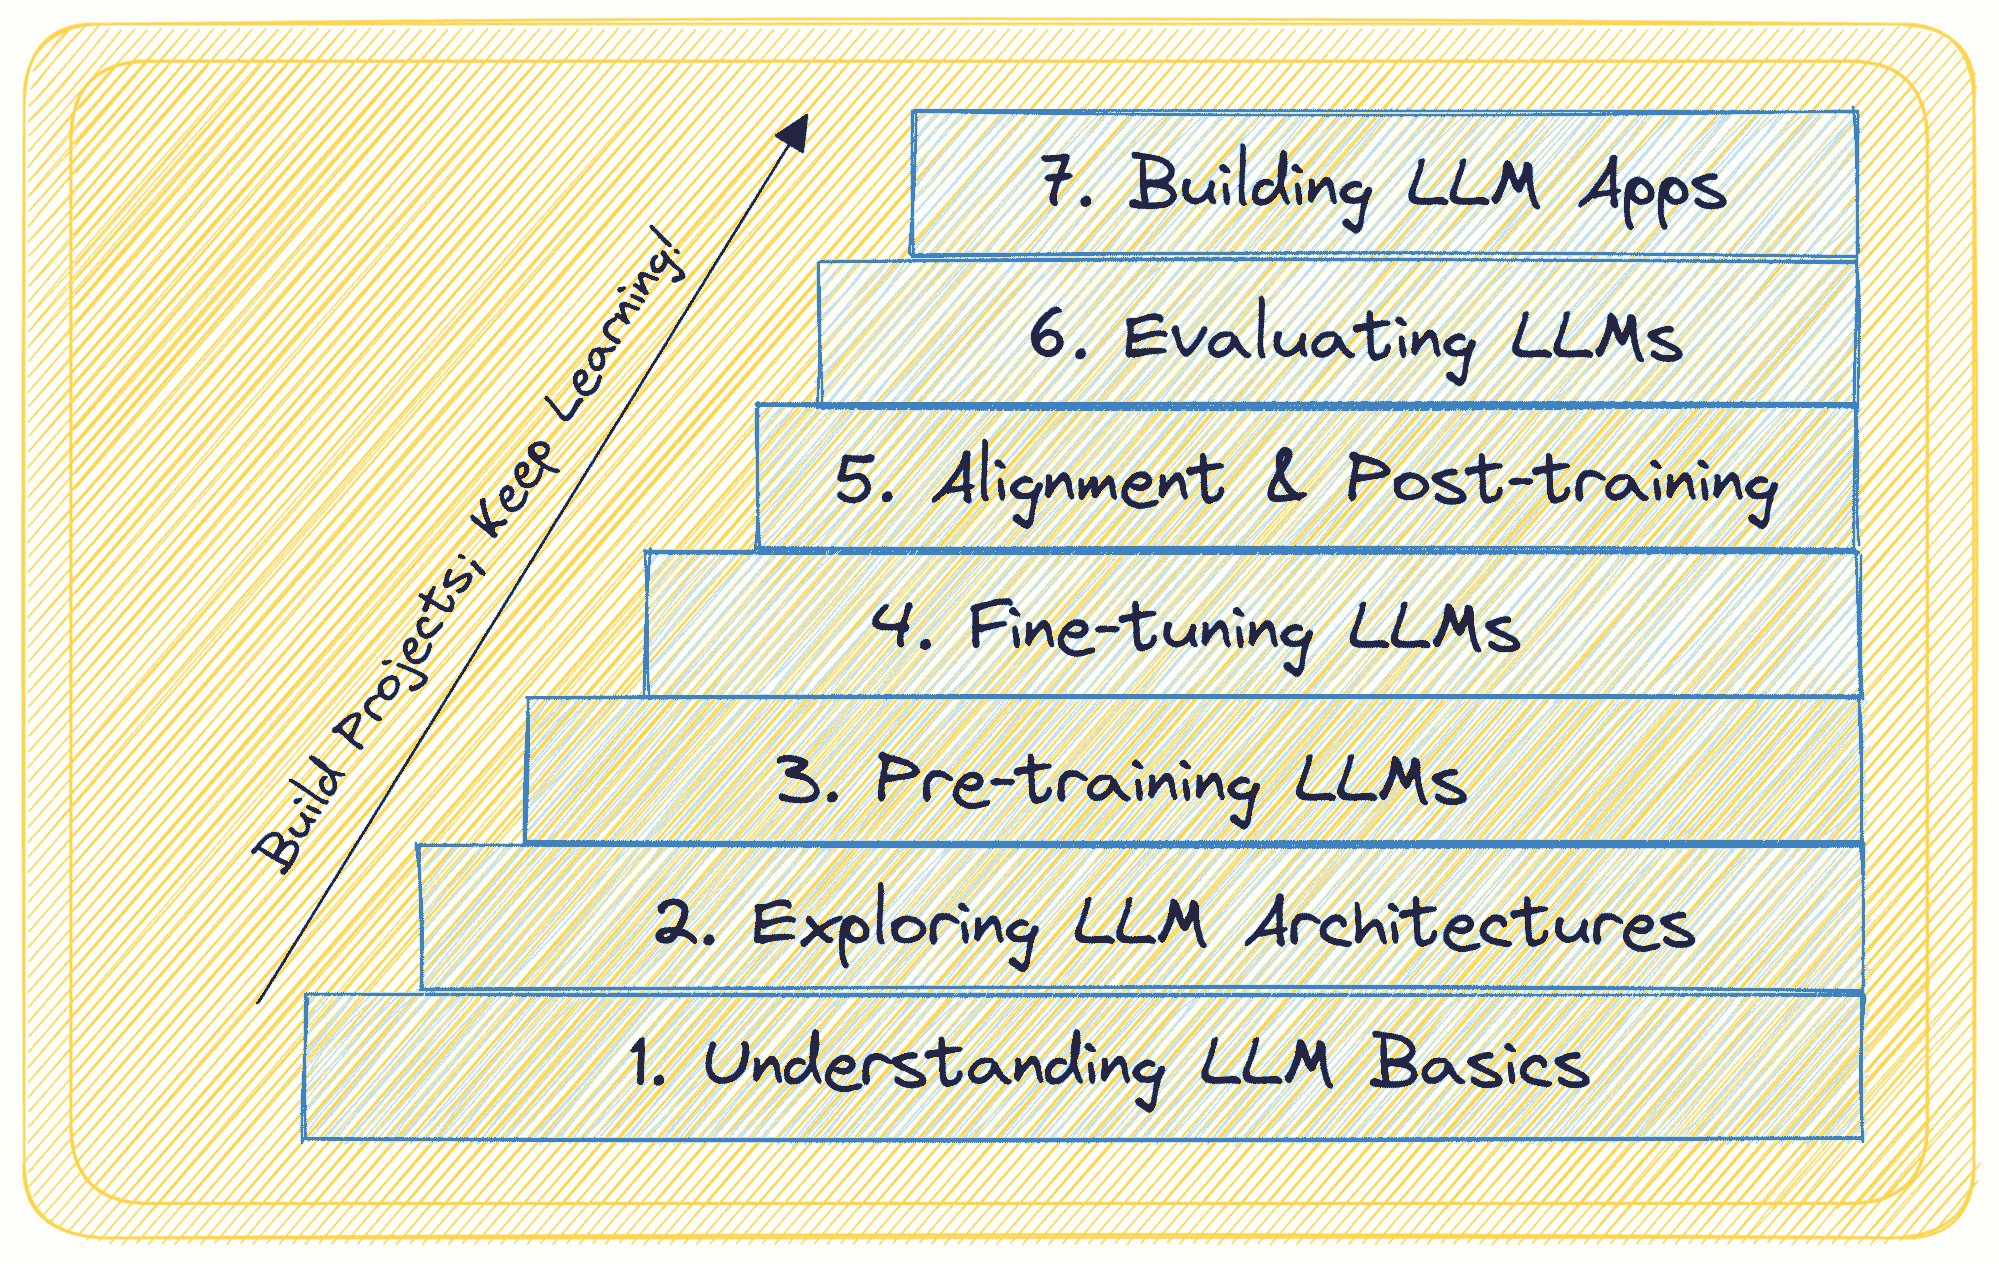 7. Building LLM Apps
6. Evaluating LLMs
5. Alignment & Post-training
4. Fine-tuning LLMs
3. Pre-training LLMs
2. Exploring LLM Architectures
1. Understanding LLM Basics
Build Projects; Keep Learning!